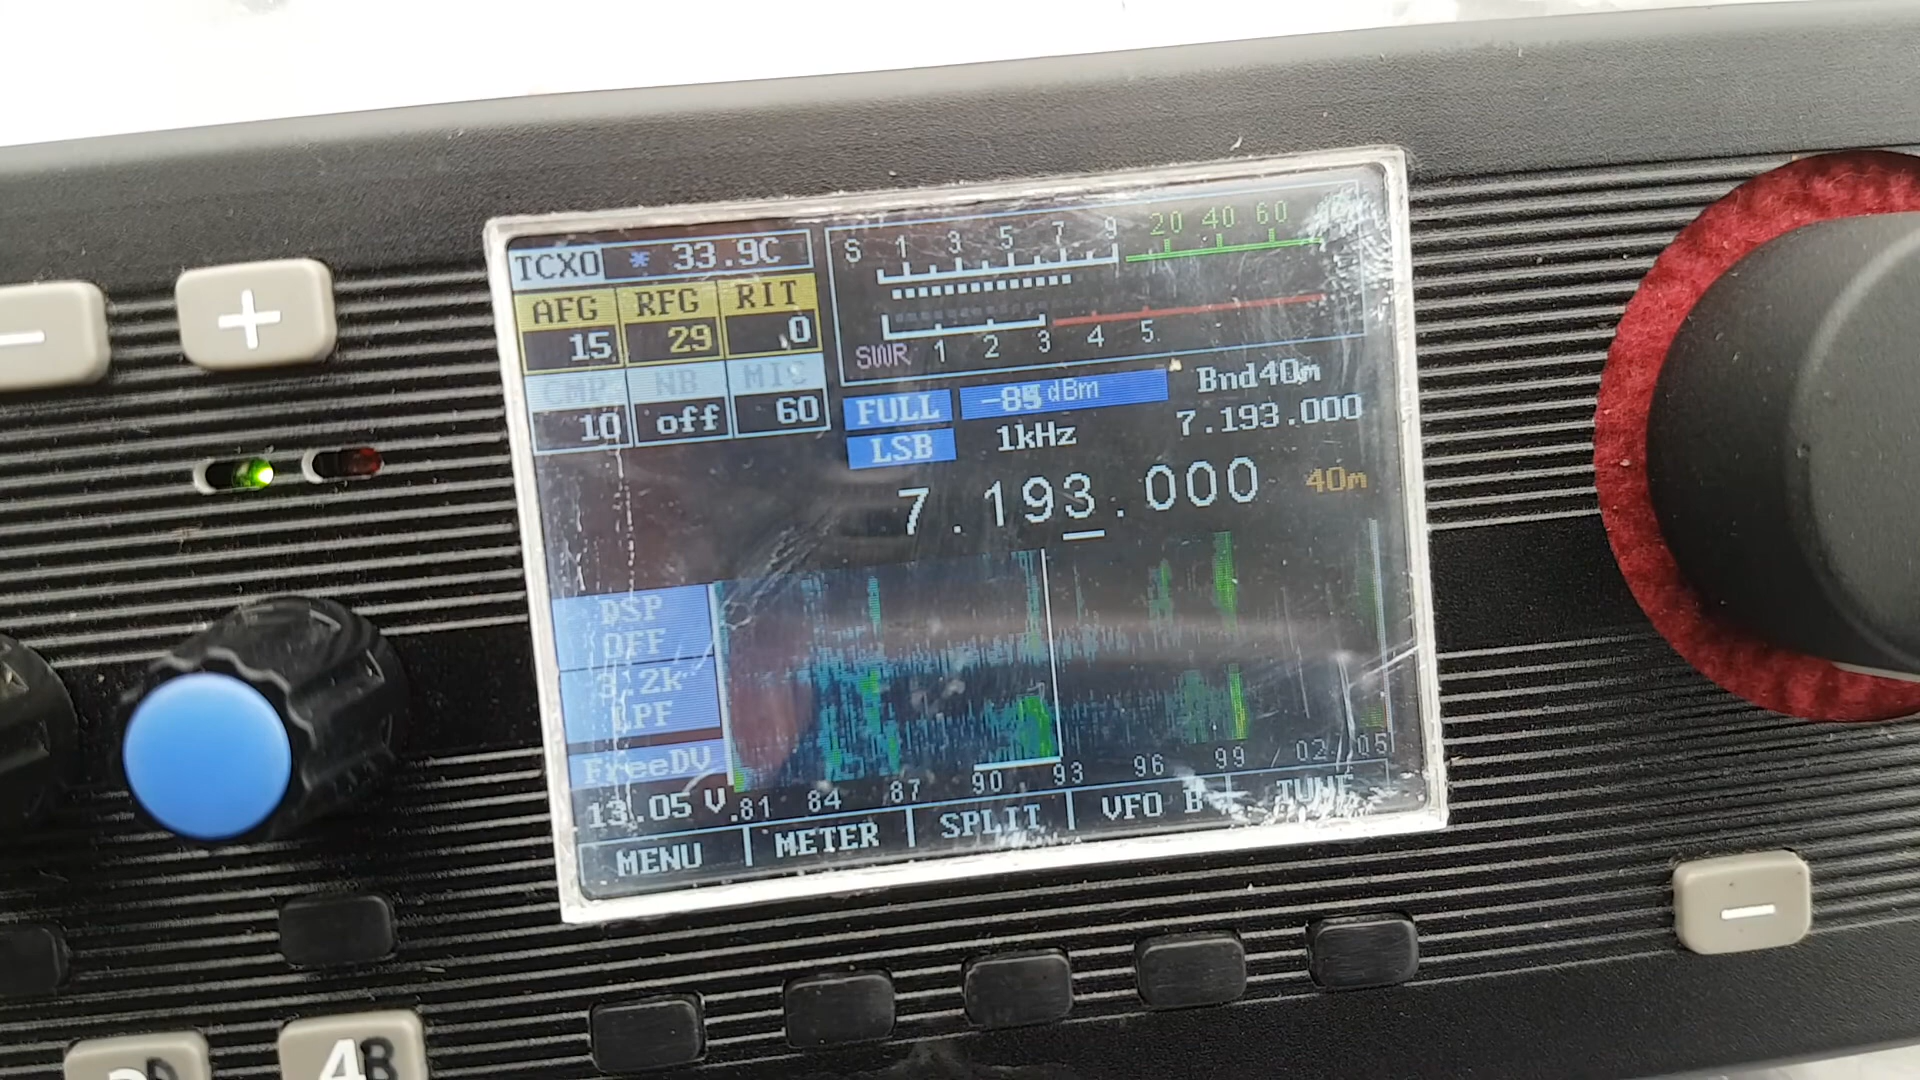 TCXO * 33.9C
AFG RFG RIT
15 29 0
CMP NB MIC
10 off 60
S 1 3 5 7 9 20 40 60
SWR 1 2 3 4 5
FULL dBm Bnd40m
LSB 1kHz 7.193.000
7.193.000 40m
DSP
OFF
3.2k
LPF
FreeDV
13.05 V .81 84 87 90 93 96 99 02 05
MENU METER SPLIT VFO B TUNE
− +
−
4B